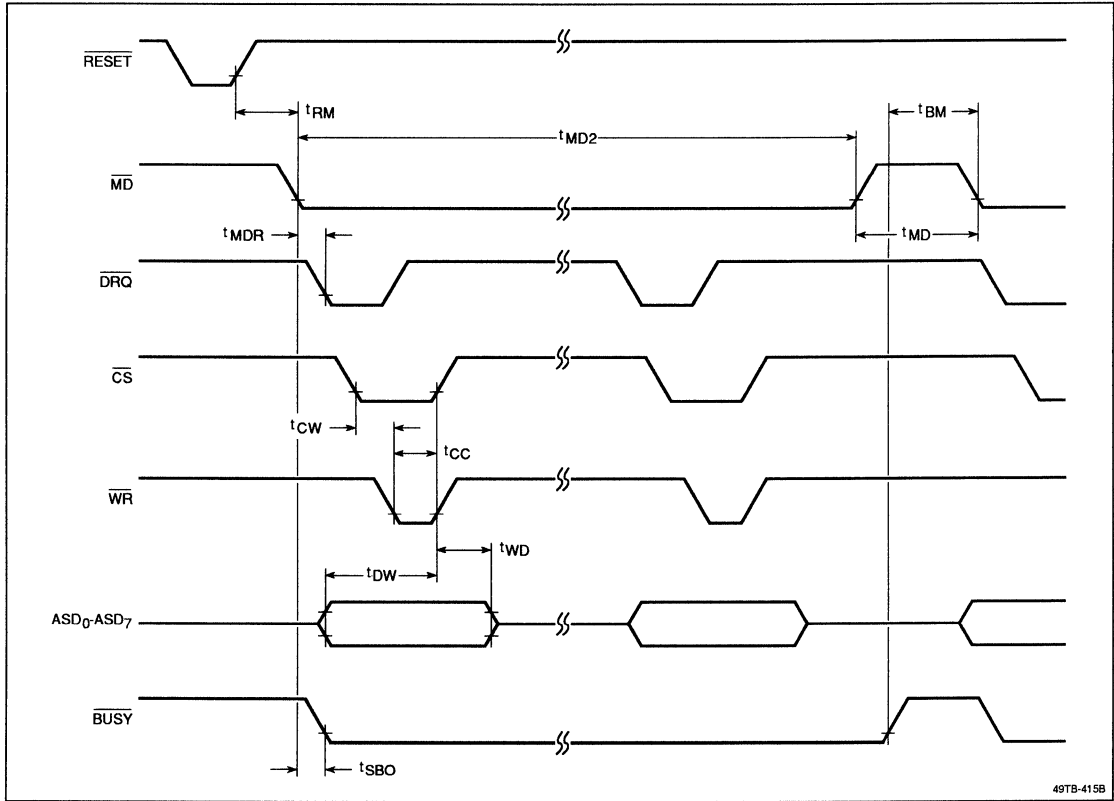 RESET
tRM
tBM
tMD2
MD
tMDR
tMD
DRQ
CS
tCW
tCC
WR
tWD
tDW
ASD0-ASD7
BUSY
tSBO
49TB-415B